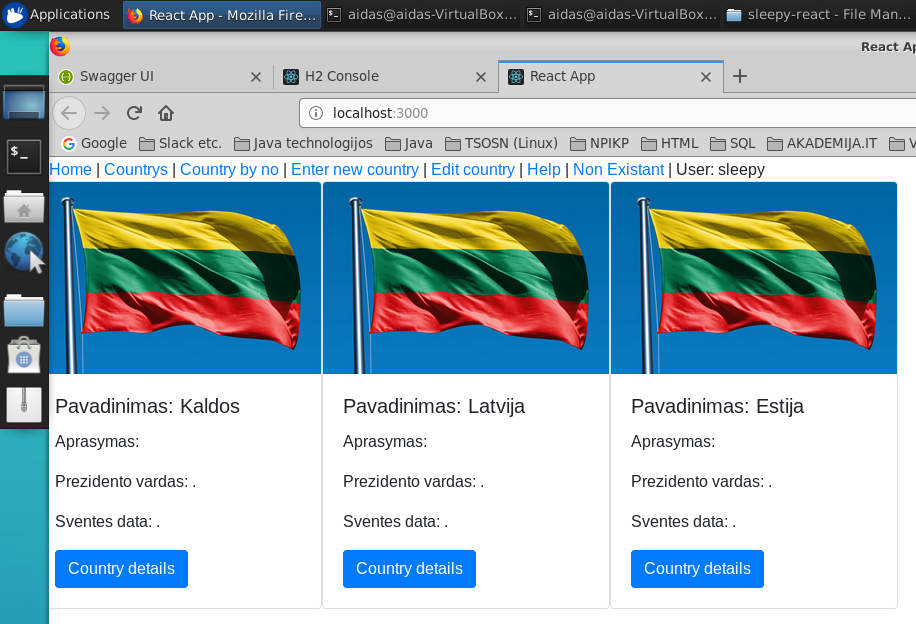 Applications React App - Mozilla Fire... aidas@aidas-VirtualBox... aidas@aidas-VirtualBox... sleepy-react - File Man...
React Ap
Swagger UI H2 Console React App
localhost:3000
Google Slack etc. Java technologijos Java TSOSN (Linux) NPIKP HTML SQL AKADEMIJA.IT V
Home | Countrys | Country by no | Enter new country | Edit country | Help | Non Existant | User: sleepy
Pavadinimas: Kaldos Pavadinimas: Latvija Pavadinimas: Estija
Aprasymas: Aprasymas: Aprasymas:
Prezidento vardas: . Prezidento vardas: . Prezidento vardas: .
Sventes data: . Sventes data: . Sventes data: .
Country details Country details Country details